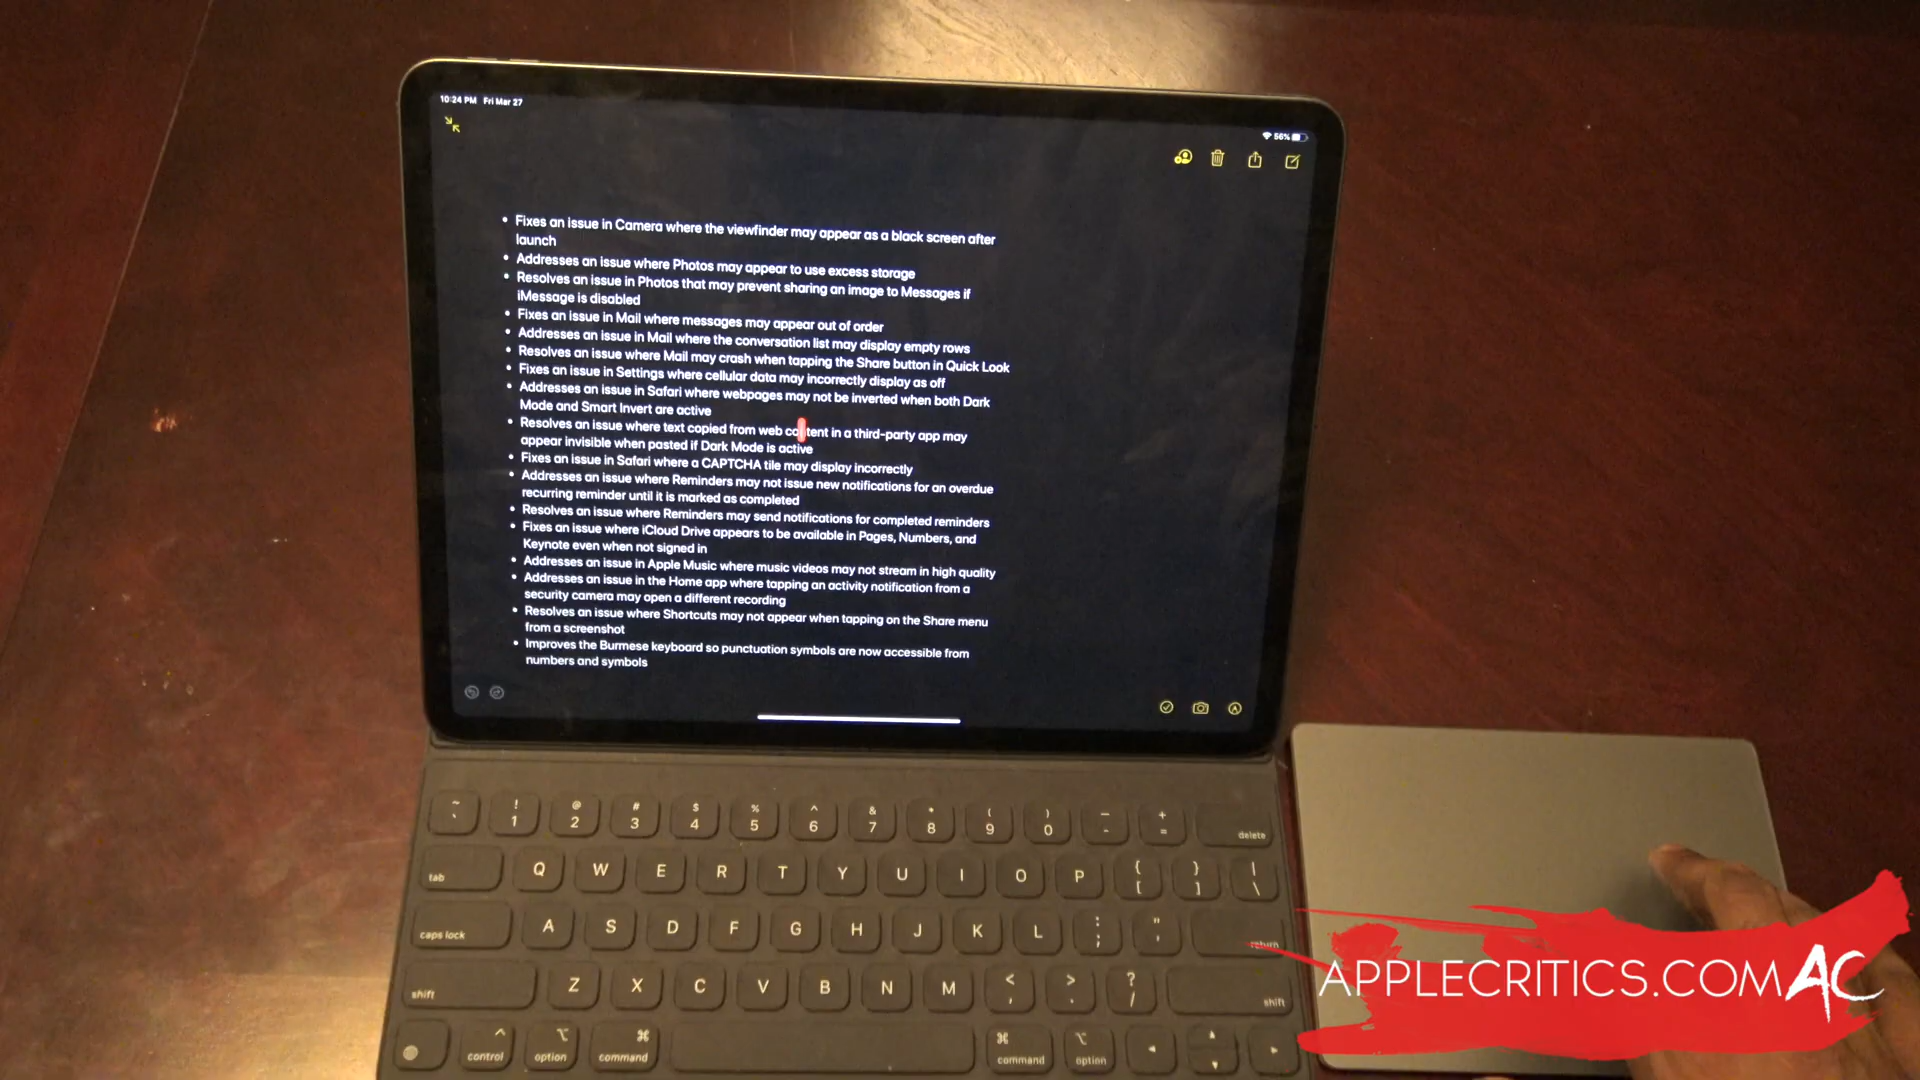 10:24 PM Fri Mar 27
56%
• Fixes an issue in Camera where the viewfinder may appear as a black screen after
launch
• Addresses an issue where Photos may appear to use excess storage
• Resolves an issue in Photos that may prevent sharing an image to Messages if
iMessage is disabled
• Fixes an issue in Mail where messages may appear out of order
• Addresses an issue in Mail where the conversation list may display empty rows
• Resolves an issue where Mail may crash when tapping the Share button in Quick Look
• Fixes an issue in Settings where cellular data may incorrectly display as off
• Addresses an issue in Safari where webpages may not be inverted when both Dark
Mode and Smart Invert are active
• Resolves an issue where text copied from web content in a third-party app may
appear invisible when pasted if Dark Mode is active
• Fixes an issue in Safari where a CAPTCHA tile may display incorrectly
• Addresses an issue where Reminders may not issue new notifications for an overdue
recurring reminder until it is marked as completed
• Resolves an issue where Reminders may send notifications for completed reminders
• Fixes an issue where iCloud Drive appears to be available in Pages, Numbers, and
Keynote even when not signed in
• Addresses an issue in Apple Music where music videos may not stream in high quality
• Addresses an issue in the Home app where tapping an activity notification from a
security camera may open a different recording
• Resolves an issue where Shortcuts may not appear when tapping on the Share menu
from a screenshot
• Improves the Burmese keyboard so punctuation symbols are now accessible from
numbers and symbols
~ ! @ # $ % ^ & * ( ) — +
` 1 2 3 4 5 6 7 8 9 0 - = delete
tab Q W E R T Y U I O P { [ } ] | \
caps lock A S D F G H J K L : ; " ' return
shift Z X C V B N M < , > . ? / shift
control option command command option
APPLECRITICS.COM AC